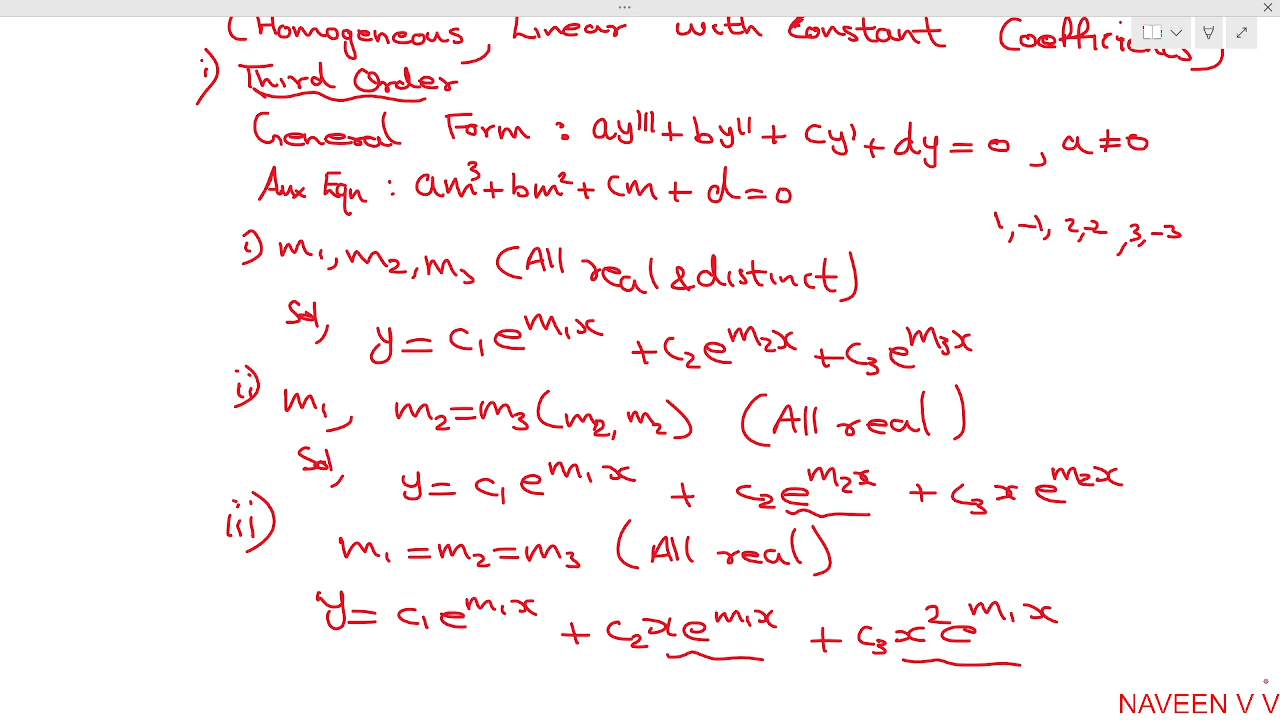 (Homogeneous, Linear with Constant Coefficients)
i) Third Order
General Form : ay''' + by'' + cy' + dy = 0, a ≠ 0
Aux Eqn : am³ + bm² + cm + d = 0
1, -1, 2, -2, 3, -3
i) m₁, m₂, m₃ (All real & distinct)
Sol, y = c₁e^(m₁x) + c₂e^(m₂x) + c₃e^(m₃x)
ii) m₁, m₂ = m₃ (m₂, m₂) (All real)
Sol, y = c₁e^(m₁x) + c₂e^(m₂x) + c₃xe^(m₂x)
iii) m₁ = m₂ = m₃ (All real)
y = c₁e^(m₁x) + c₂xe^(m₁x) + c₃x²e^(m₁x)
NAVEEN V V